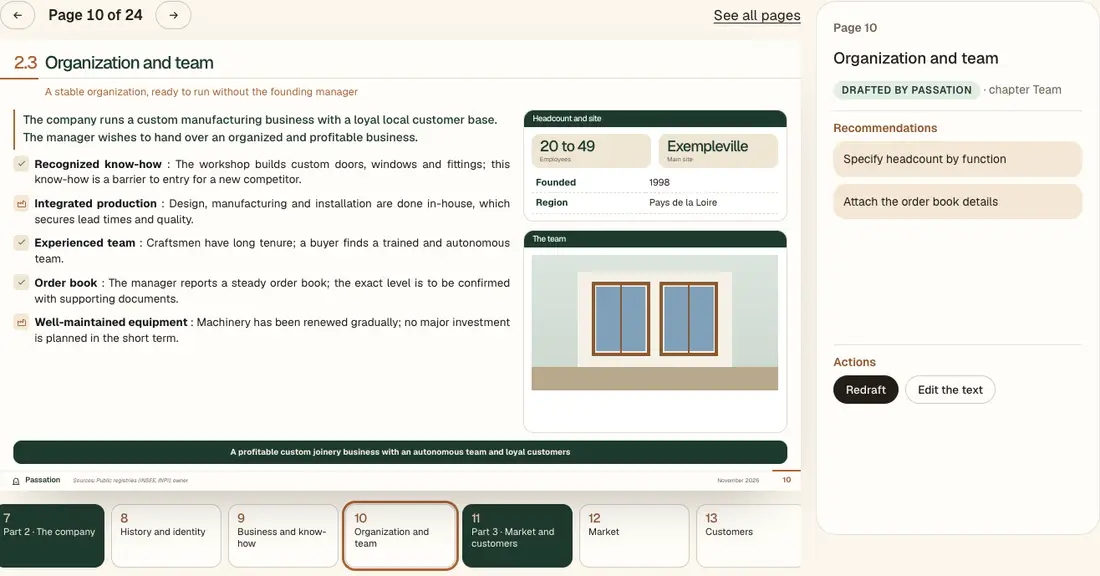 ← Page 10 of 24 → See all pages
2.3 Organization and team
A stable organization, ready to run without the founding manager
The company runs a custom manufacturing business with a loyal local customer base.
The manager wishes to hand over an organized and profitable business.
Recognized know-how : The workshop builds custom doors, windows and fittings; this
know-how is a barrier to entry for a new competitor.
Integrated production : Design, manufacturing and installation are done in-house, which
secures lead times and quality.
Experienced team : Craftsmen have long tenure; a buyer finds a trained and autonomous
team.
Order book : The manager reports a steady order book; the exact level is to be confirmed
with supporting documents.
Well-maintained equipment : Machinery has been renewed gradually; no major investment
is planned in the short term.
Headcount and site
20 to 49
Employees
Exempleville
Main site
Founded 1998
Region Pays de la Loire
The team
A profitable custom joinery business with an autonomous team and loyal customers
Passation Sources: Public registries (INSEE, INPI), owner November 2026 10
7
Part 2 · The company
8
History and identity
9
Business and know-
how
10
Organization and
team
11
Part 3 · Market and
customers
12
Market
13
Customers
Page 10
Organization and team
DRAFTED BY PASSATION · chapter Team
Recommendations
Specify headcount by function
Attach the order book details
Actions
Redraft Edit the text